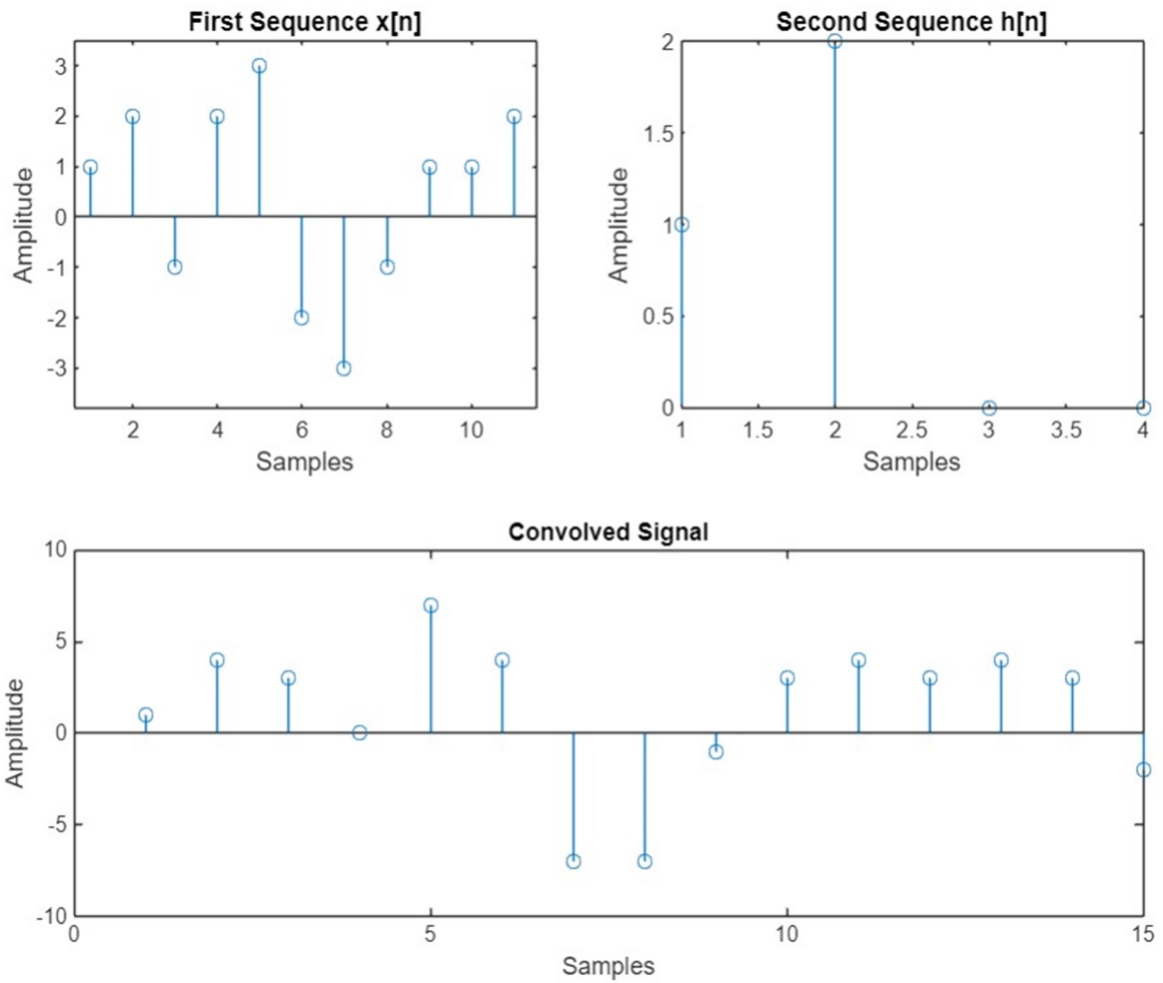 First Sequence x[n]
3
2
1
0
-1
-2
-3
Amplitude
2 4 6 8 10
Samples
Second Sequence h[n]
2
1.5
1
0.5
0
Amplitude
1 1.5 2 2.5 3 3.5 4
Samples
Convolved Signal
10
5
0
-5
-10
Amplitude
0 5 10 15
Samples